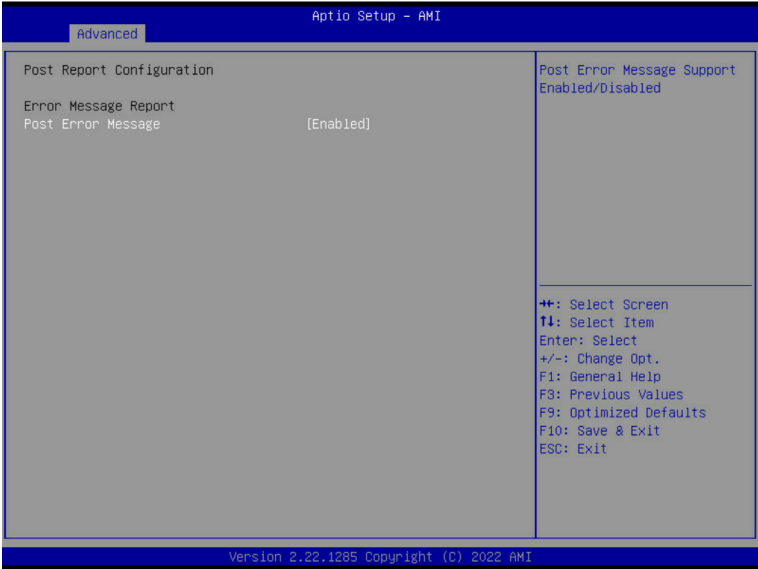 Aptio Setup – AMI
Advanced
Post Report Configuration
Error Message Report
Post Error Message [Enabled]
Post Error Message Support
Enabled/Disabled
→←: Select Screen
↑↓: Select Item
Enter: Select
+/-: Change Opt.
F1: General Help
F3: Previous Values
F9: Optimized Defaults
F10: Save & Exit
ESC: Exit
Version 2.22.1285 Copyright (C) 2022 AMI